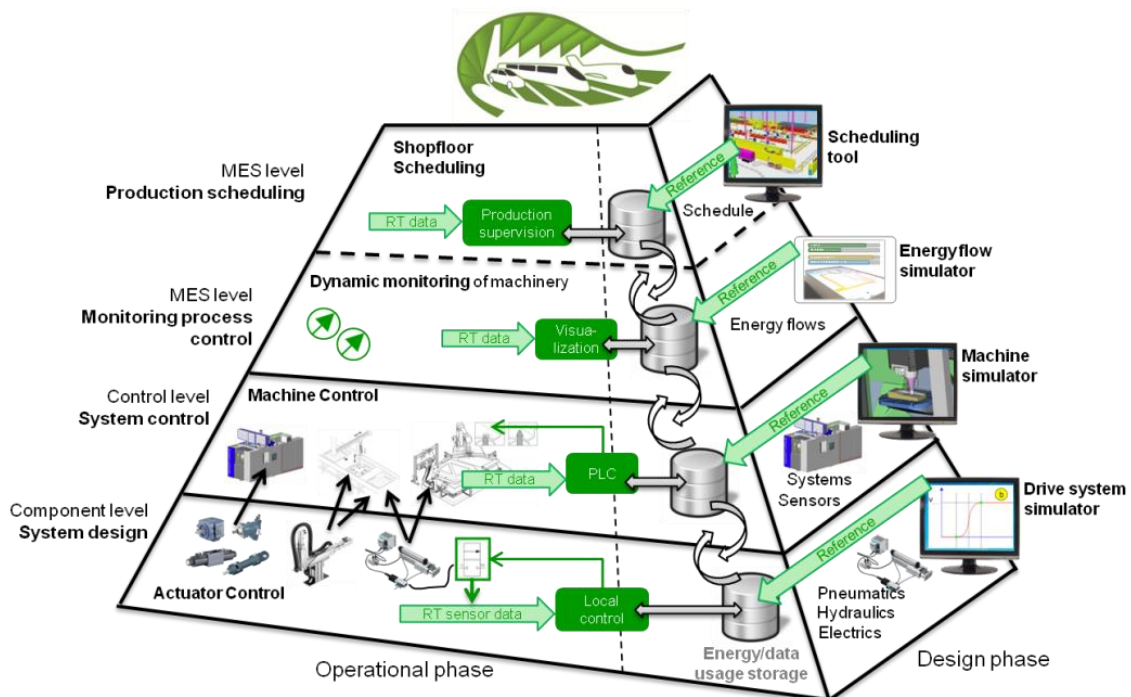 Shopfloor
Scheduling
Scheduling
tool
MES level
Production scheduling
Reference
RT data
Production
supervision
Schedule
Energy flow
simulator
Dynamic monitoring of machinery
MES level
Monitoring process
control
Reference
RT data
Visua-
lization
Energy flows
Machine
simulator
Machine Control
Control level
System control
Reference
RT data
PLC
Systems
Sensors
Component level
System design
Drive system
simulator
b
Reference
Actuator Control
RT sensor data
Local
control
Pneumatics
Hydraulics
Electrics
Energy/data
usage storage
Operational phase
Design phase